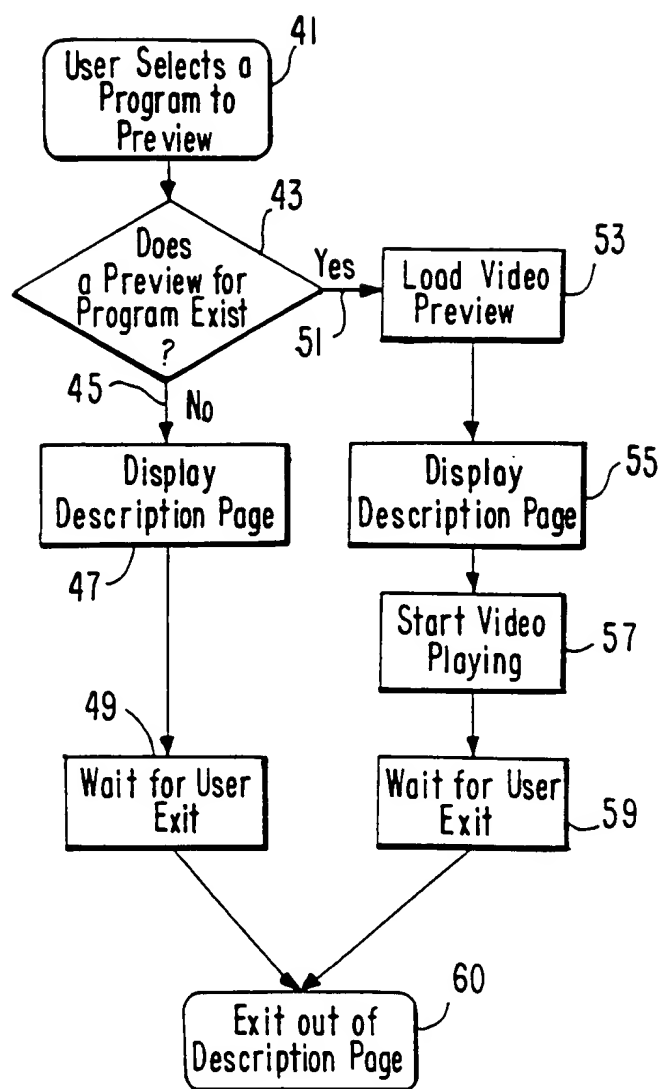 41
User Selects a
Program to
Preview
43
Does
a Preview for
Program Exist
?
Yes
51
53
Load Video
Preview
45
No
Display
Description Page
47
55
Display
Description Page
Start Video
Playing
57
49
Wait for User
Exit
Wait for User
Exit
59
60
Exit out of
Description Page